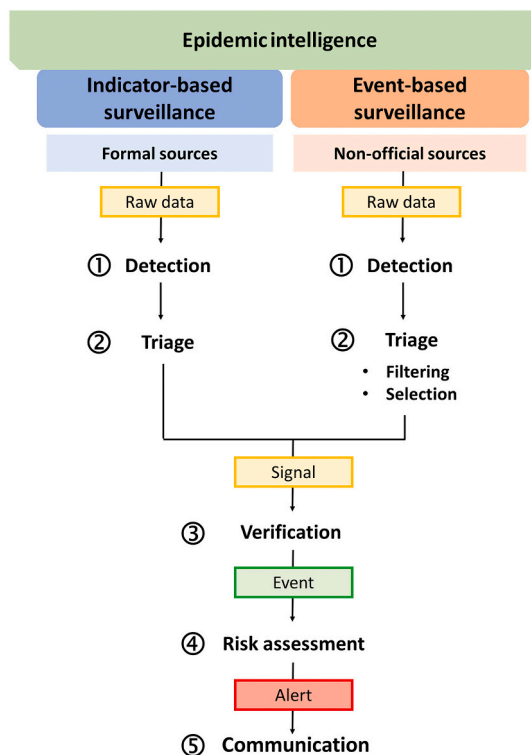 Epidemic intelligence
Indicator-based
surveillance
Event-based
surveillance
Formal sources
Non-official sources
Raw data
Raw data
① Detection
① Detection
② Triage
② Triage
• Filtering
• Selection
Signal
③ Verification
Event
④ Risk assessment
Alert
⑤ Communication